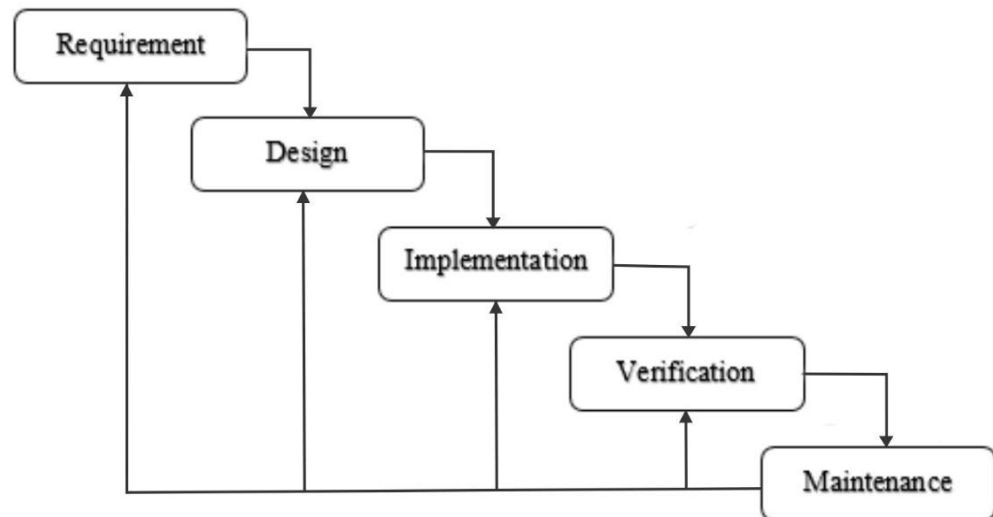 Requirement
Design
Implementation
Verification
Maintenance